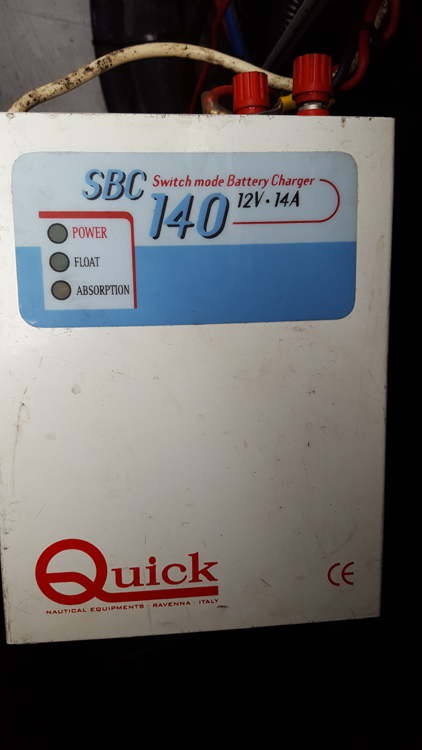 SBC Switch mode Battery Charger
140 12V · 14A
POWER
FLOAT
ABSORPTION
Quick
NAUTICAL EQUIPMENTS · RAVENNA · ITALY
CE